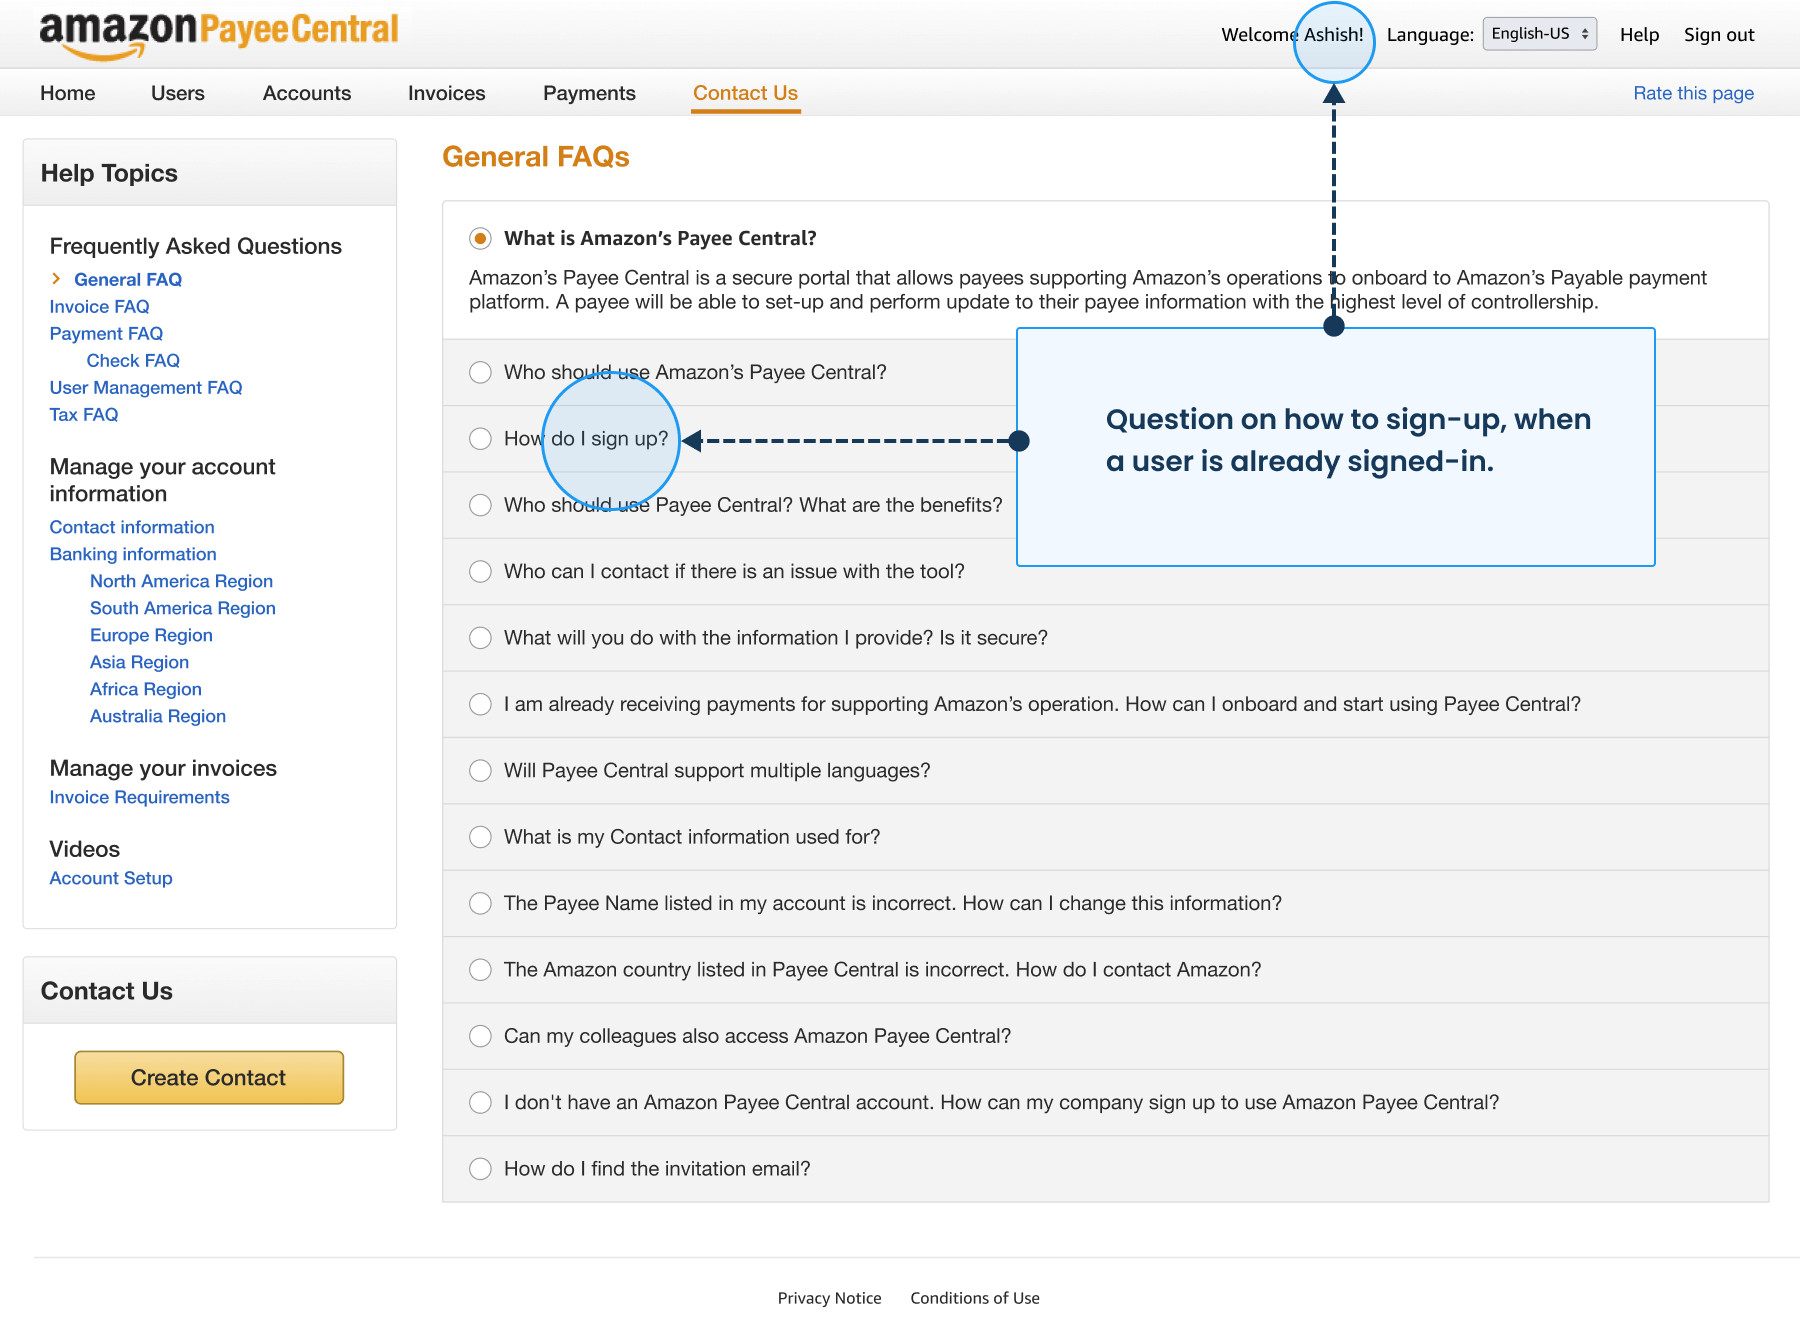 amazonPayeeCentral
Welcome Ashish! Language: English-US Help Sign out
Home Users Accounts Invoices Payments Contact Us Rate this page
Help Topics
Frequently Asked Questions
General FAQ
Invoice FAQ
Payment FAQ
Check FAQ
User Management FAQ
Tax FAQ
Manage your account
information
Contact information
Banking information
North America Region
South America Region
Europe Region
Asia Region
Africa Region
Australia Region
Manage your invoices
Invoice Requirements
Videos
Account Setup
Contact Us
Create Contact
General FAQs
What is Amazon’s Payee Central?
Amazon’s Payee Central is a secure portal that allows payees supporting Amazon’s operations to onboard to Amazon’s Payable payment
platform. A payee will be able to set-up and perform update to their payee information with the highest level of controllership.
Who should use Amazon’s Payee Central?
How do I sign up?
Who should use Payee Central? What are the benefits?
Question on how to sign-up, when
a user is already signed-in.
Who can I contact if there is an issue with the tool?
What will you do with the information I provide? Is it secure?
I am already receiving payments for supporting Amazon’s operation. How can I onboard and start using Payee Central?
Will Payee Central support multiple languages?
What is my Contact information used for?
The Payee Name listed in my account is incorrect. How can I change this information?
The Amazon country listed in Payee Central is incorrect. How do I contact Amazon?
Can my colleagues also access Amazon Payee Central?
I don't have an Amazon Payee Central account. How can my company sign up to use Amazon Payee Central?
How do I find the invitation email?
Privacy Notice Conditions of Use